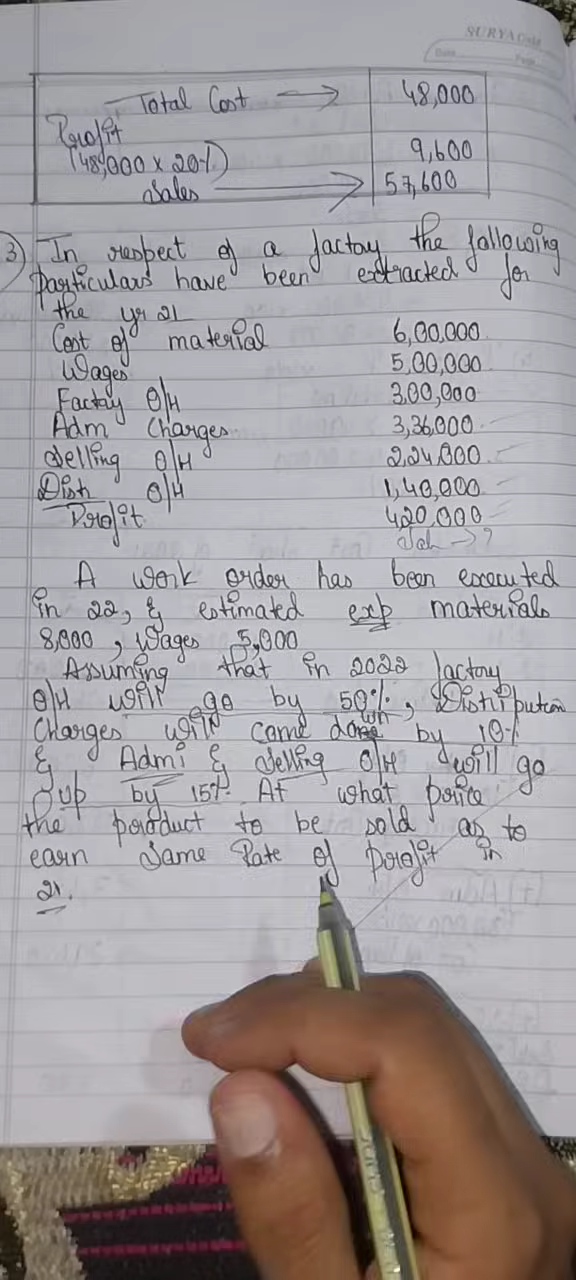 SURYA Gold
Date Page
Total Cost → 48,000
Profit
(48,000 x 20%) 9,600
Sales → 57,600
3) In respect of a factory the following
particulars have been extracted for
the yr 21
Cost of material 6,00,000
Wages 5,00,000
Factory O/H 3,00,000
Adm Charges 3,36,000
Selling O/H 2,24,000
Dish O/H 1,40,000
Profit 420,000
A work order has been executed
in 22, & estimated exp materials
8,000, Wages 5,000
Assuming that in 2022 factory
O/H will go by 50%, Distribution
Charges will come down by 10%
& Admi & Selling O/H will go
up by 15%. At what price
the product to be sold as to
earn Same Rate of Profit in
21.